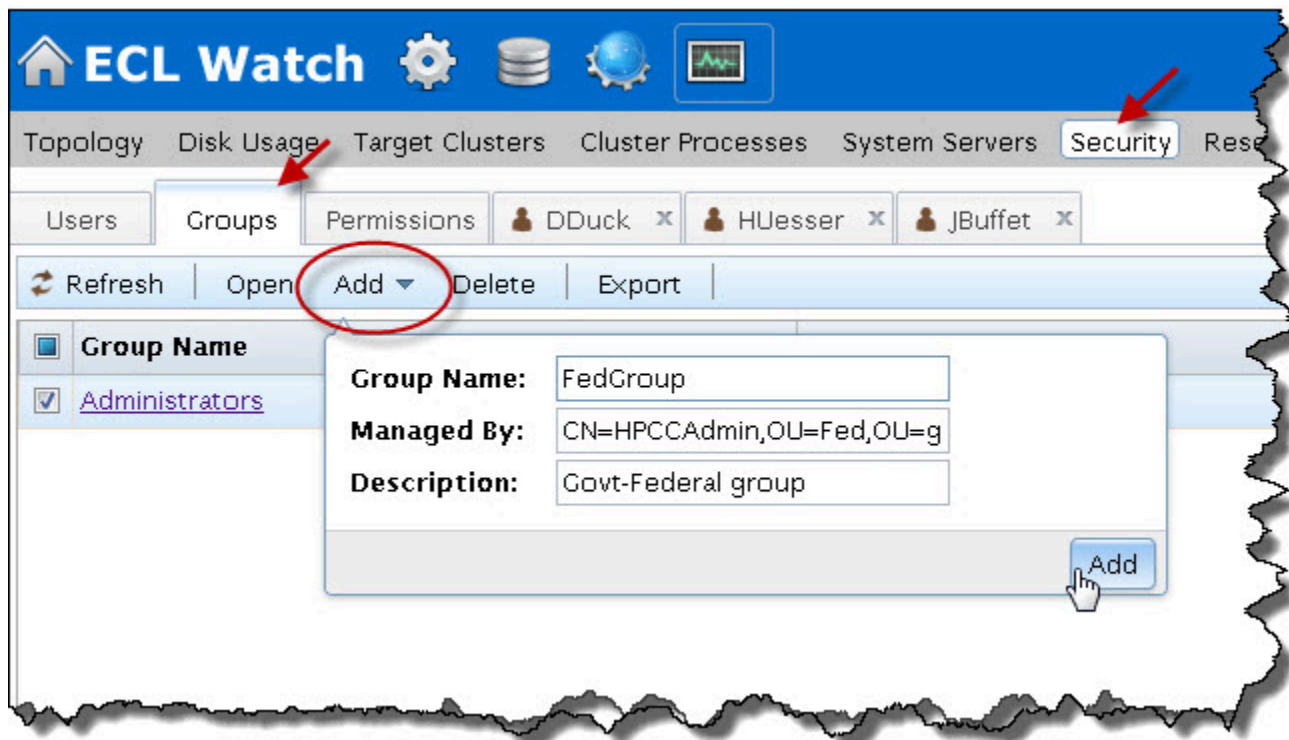 ECL Watch
Topology Disk Usage Target Clusters Cluster Processes System Servers Security Rese
Users Groups Permissions DDuck x HUesser x JBuffet x
Refresh Open Add Delete Export
Group Name
Administrators
Group Name: FedGroup
Managed By: CN=HPCCAdmin,OU=Fed,OU=g
Description: Govt-Federal group
Add